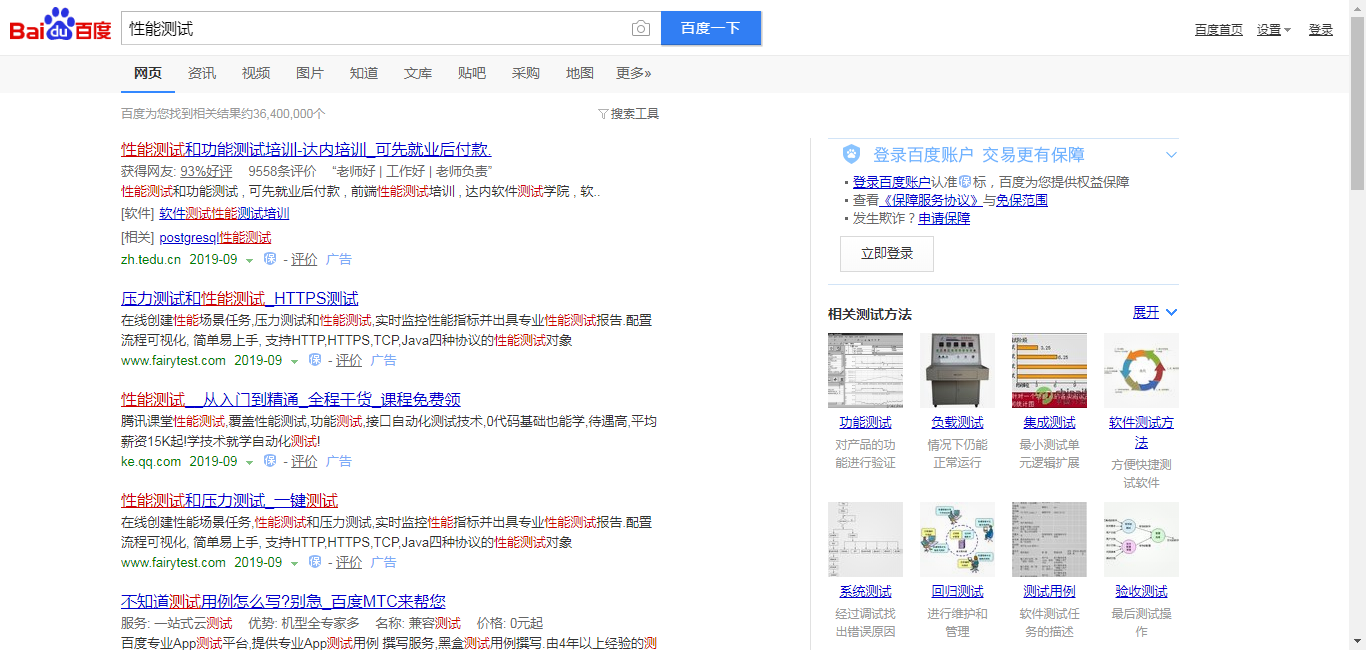 Bai du 百度
性能测试
百度一下
百度首页 设置 登录
网页 资讯 视频 图片 知道 文库 贴吧 采购 地图 更多»
百度为您找到相关结果约36,400,000个
搜索工具
性能测试和功能测试培训-达内培训_可先就业后付款.
获得网友: 93%好评 9558条评价 “老师好 | 工作好 | 老师负责”
性能测试和功能测试 , 可先就业后付款 , 前端性能测试培训 , 达内软件测试学院 , 软..
[软件] 软件测试性能测试培训
[相关] postgresql性能测试
zh.tedu.cn 2019-09 保 - 评价 广告
压力测试和性能测试_HTTPS测试
在线创建性能场景任务,压力测试和性能测试,实时监控性能指标并出具专业性能测试报告.配置
流程可视化, 简单易上手, 支持HTTP,HTTPS,TCP,Java四种协议的性能测试对象
www.fairytest.com 2019-09 保 - 评价 广告
性能测试__从入门到精通_全程干货_课程免费领
腾讯课堂性能测试,覆盖性能测试,功能测试,接口自动化测试技术,0代码基础也能学,待遇高,平均
薪资15K起!学技术就学自动化测试!
ke.qq.com 2019-09 保 - 评价 广告
性能测试和压力测试_一键测试
在线创建性能场景任务,性能测试和压力测试,实时监控性能指标并出具专业性能测试报告.配置
流程可视化, 简单易上手, 支持HTTP,HTTPS,TCP,Java四种协议的性能测试对象
www.fairytest.com 2019-09 保 - 评价 广告
不知道测试用例怎么写?别急_百度MTC来帮您
服务: 一站式云测试 优势: 机型全专家多 名称: 兼容测试 价格: 0元起
百度专业App测试平台,提供专业App测试用例 撰写服务,黑盒测试用例撰写.由4年以上经验的测
登录百度账户 交易更有保障
▪ 登录百度账户认准保标，百度为您提供权益保障
▪ 查看《保障服务协议》与免保范围
▪ 发生欺诈？申请保障
立即登录
相关测试方法 展开
功能测试 负载测试 集成测试 软件测试方
法
对产品的功 情况下仍能 最小测试单
能进行验证 正常运行 元逻辑扩展
方便快捷测
试软件
系统测试 回归测试 测试用例 验收测试
经过调试找 进行维护和 软件测试任 最后测试操
出错误原因 管理 务的描述 作